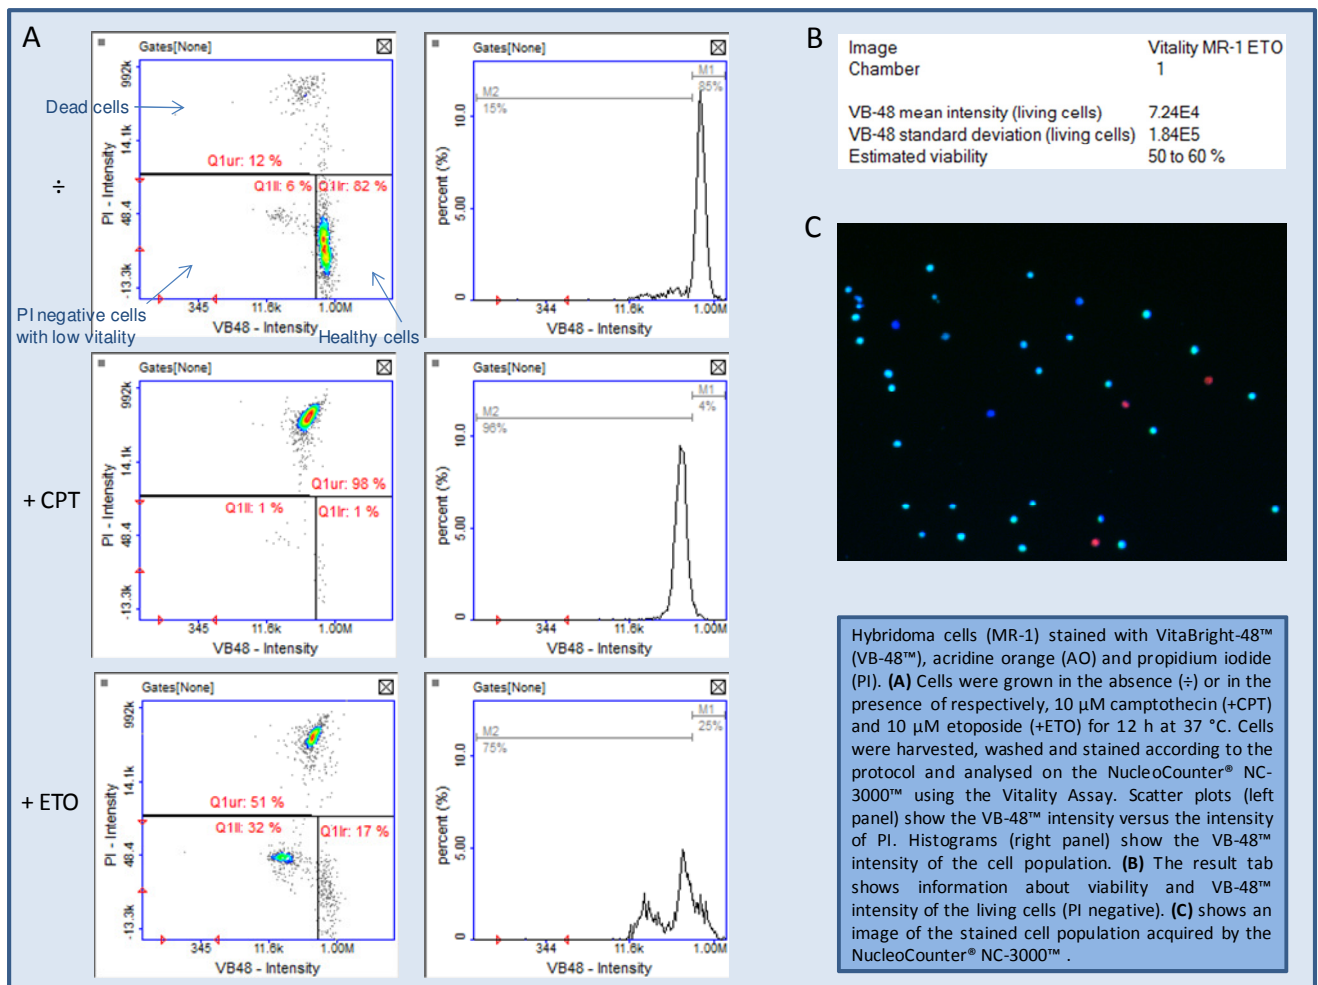 A
Gates[None]
992k
14.1k
48.4
-13.3k
PI - Intensity
Dead cells
Q1ur: 12 %
Q1ll: 6 %
Q1lr: 82 %
÷
PI negative cells
with low vitality
Healthy cells
345
11.6k
1.00M
VB48 - Intensity
Gates[None]
M1
85%
M2
15%
10.0
5.00
0
percent (%)
344
11.6k
1.00M
VB48 - Intensity
+ CPT
Gates[None]
992k
14.1k
48.4
-13.3k
PI - Intensity
Q1ur: 98 %
Q1ll: 1 %
Q1lr: 1 %
345
11.6k
1.00M
VB48 - Intensity
Gates[None]
M1
4%
M2
96%
10.0
5.00
0
percent (%)
344
11.6k
1.00M
VB48 - Intensity
+ ETO
Gates[None]
992k
14.1k
48.4
-13.3k
PI - Intensity
Q1ur: 51 %
Q1ll: 32 %
Q1lr: 17 %
345
11.6k
1.00M
VB48 - Intensity
Gates[None]
M1
25%
M2
75%
10.0
5.00
0
percent (%)
344
11.6k
1.00M
VB48 - Intensity
B
Image Vitality MR-1 ETO
Chamber 1
VB-48 mean intensity (living cells) 7.24E4
VB-48 standard deviation (living cells) 1.84E5
Estimated viability 50 to 60 %
C
Hybridoma cells (MR-1) stained with VitaBright-48™
(VB-48™), acridine orange (AO) and propidium iodide
(PI). (A) Cells were grown in the absence (÷) or in the
presence of respectively, 10 µM camptothecin (+CPT)
and 10 µM etoposide (+ETO) for 12 h at 37 °C. Cells
were harvested, washed and stained according to the
protocol and analysed on the NucleoCounter® NC-
3000™ using the Vitality Assay. Scatter plots (left
panel) show the VB-48™ intensity versus the intensity
of PI. Histograms (right panel) show the VB-48™
intensity of the cell population. (B) The result tab
shows information about viability and VB-48™
intensity of the living cells (PI negative). (C) shows an
image of the stained cell population acquired by the
NucleoCounter® NC-3000™ .